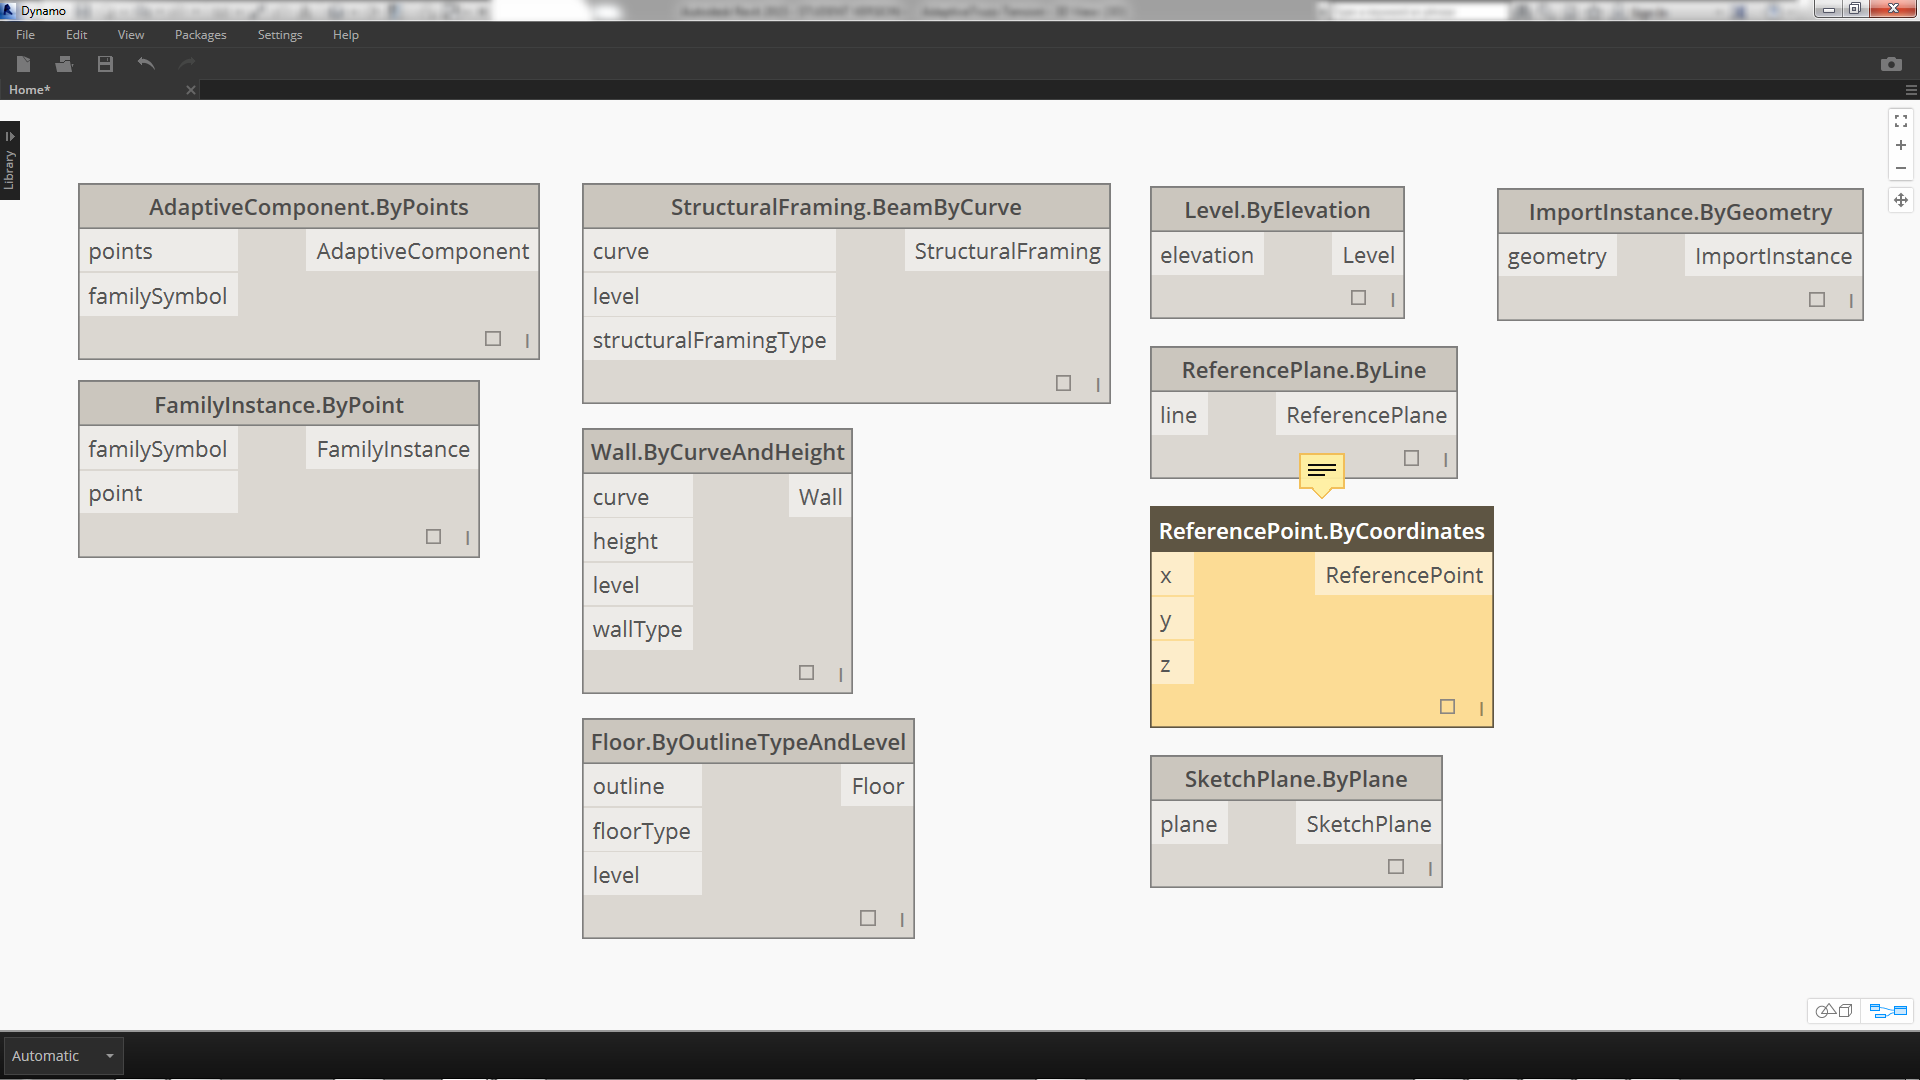 Dynamo
File Edit View Packages Settings Help
Home*
Library
AdaptiveComponent.ByPoints
points AdaptiveComponent
familySymbol
FamilyInstance.ByPoint
familySymbol FamilyInstance
point
StructuralFraming.BeamByCurve
curve StructuralFraming
level
structuralFramingType
Wall.ByCurveAndHeight
curve Wall
height
level
wallType
Floor.ByOutlineTypeAndLevel
outline Floor
floorType
level
Level.ByElevation
elevation Level
ReferencePlane.ByLine
line ReferencePlane
ReferencePoint.ByCoordinates
x ReferencePoint
y
z
SketchPlane.ByPlane
plane SketchPlane
ImportInstance.ByGeometry
geometry ImportInstance
Automatic